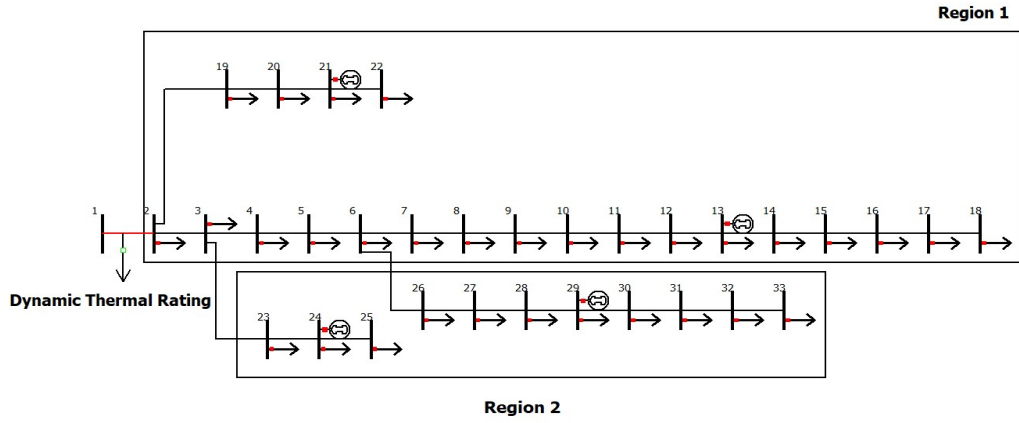 Region 1
19 20 21 22
1 2 3 4 5 6 7 8 9 10 11 12 13 14 15 16 17 18
Dynamic Thermal Rating
26 27 28 29 30 31 32 33
23 24 25
Region 2